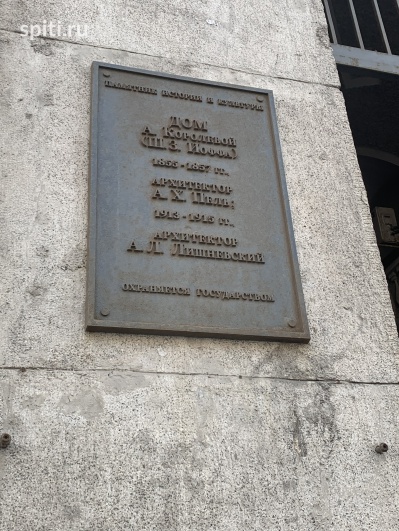 spiti.ru
ПАМЯТНИК ИСТОРИИ И КУЛЬТУРЫ
ДОМ
А. КОРОЛЕВОЙ
(Ш. З. ИОФФА)
1855-1857 ГГ.
АРХИТЕКТОР
А. Х. ПЕЛЬ;
1913-1915 ГГ.,
АРХИТЕКТОР
А. Л. ЛИШНЕВСКИЙ
ОХРАНЯЕТСЯ ГОСУДАРСТВОМ